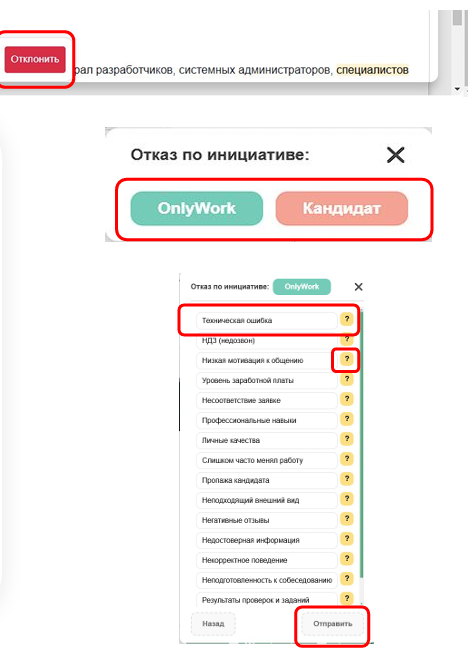 Отклонить
рал разработчиков, системных администраторов, специалистов
Отказ по инициативе:
OnlyWork Кандидат
Отказ по инициативе: OnlyWork
Техническая ошибка ?
НДЗ (недозвон) ?
Низкая мотивация к общению ?
Уровень заработной платы ?
Несоответствие заявке ?
Профессиональные навыки ?
Личные качества ?
Слишком часто менял работу ?
Пропажа кандидата ?
Неподходящий внешний вид ?
Негативные отзывы ?
Недостоверная информация ?
Некорректное поведение ?
Неподготовленность к собеседованию ?
Результаты проверок и заданий ?
Назад Отправить